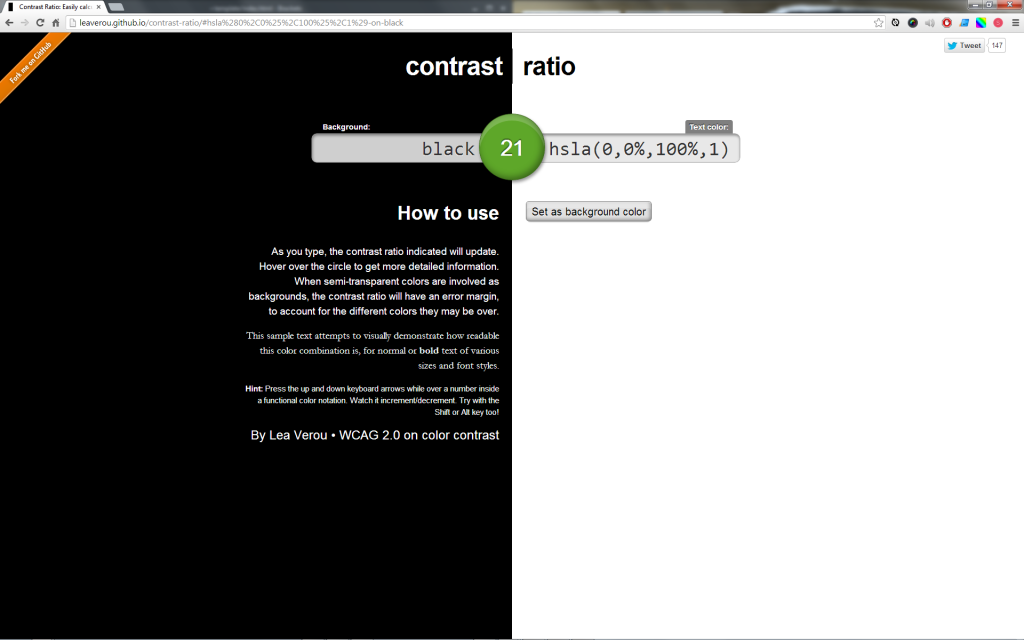 Contrast Ratio: Easily calc
leaverou.github.io/contrast-ratio/#hsla%280%2C0%25%2C100%25%2C1%29-on-black
Fork me on GitHub
Tweet 147
contrast ratio
Background: Text color:
black 21 hsla(0,0%,100%,1)
How to use
Set as background color
As you type, the contrast ratio indicated will update.
Hover over the circle to get more detailed information.
When semi-transparent colors are involved as
backgrounds, the contrast ratio will have an error margin,
to account for the different colors they may be over.
This sample text attempts to visually demonstrate how readable
this color combination is, for normal or bold text of various
sizes and font styles.
Hint: Press the up and down keyboard arrows while over a number inside
a functional color notation. Watch it increment/decrement. Try with the
Shift or Alt key too!
By Lea Verou • WCAG 2.0 on color contrast